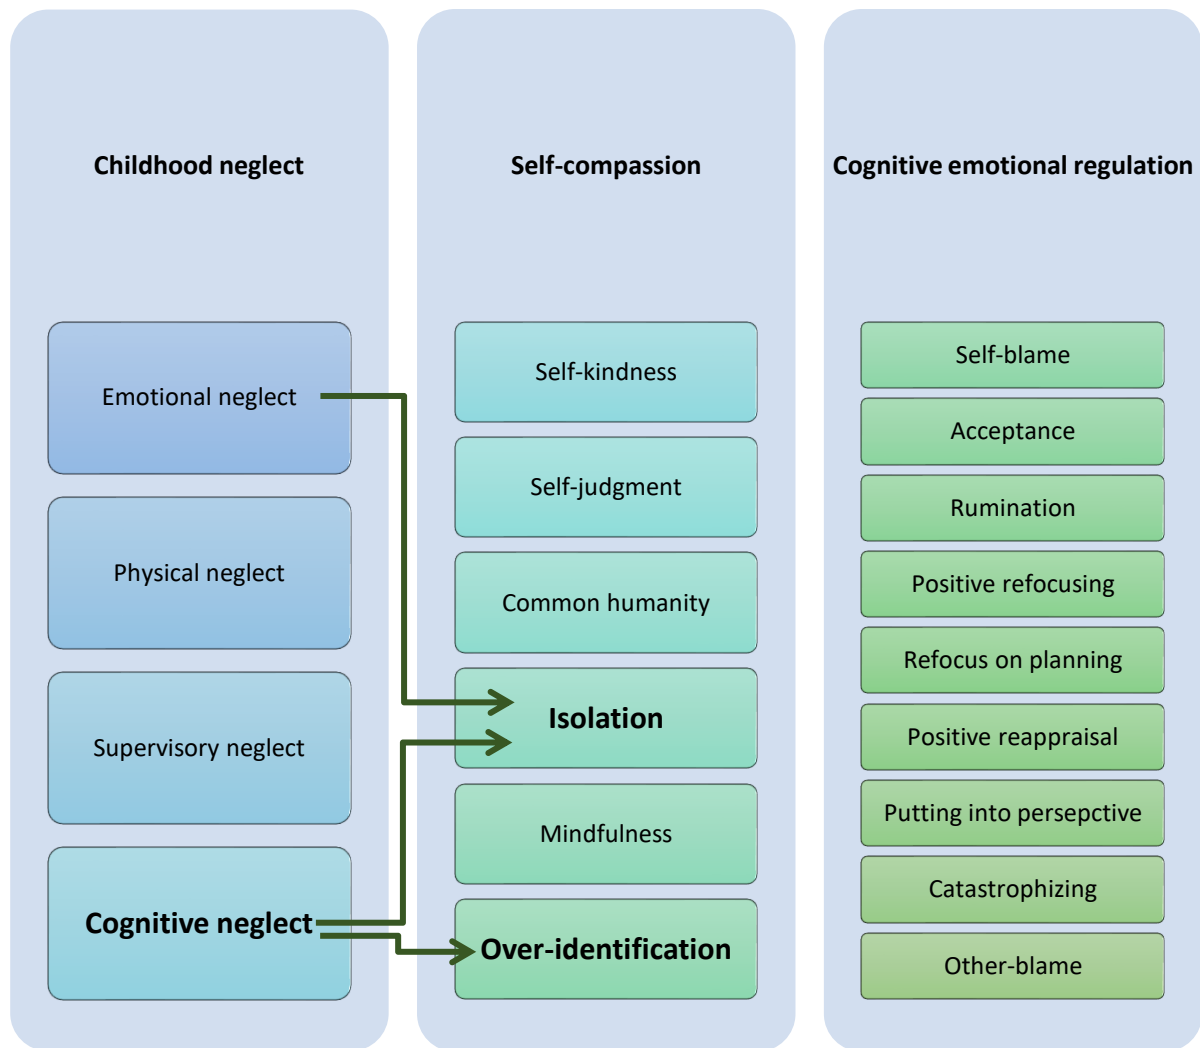 Childhood neglect
Emotional neglect
Physical neglect
Supervisory neglect
Cognitive neglect
Self-compassion
Self-kindness
Self-judgment
Common humanity
Isolation
Mindfulness
Over-identification
Cognitive emotional regulation
Self-blame
Acceptance
Rumination
Positive refocusing
Refocus on planning
Positive reappraisal
Putting into persepctive
Catastrophizing
Other-blame